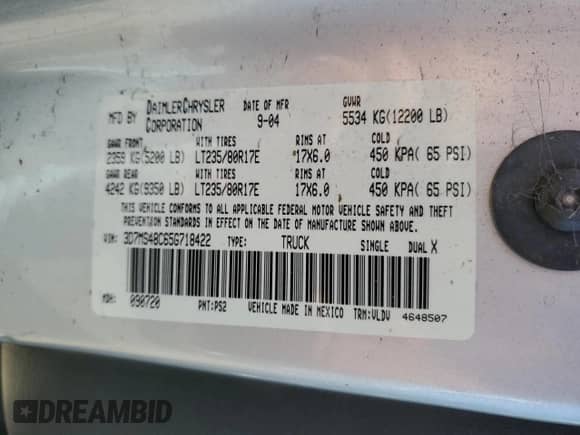 MFD BY DAIMLERCHRYSLER CORPORATION DATE OF MFR 9-04 GVWR 5534 KG(12200 LB)
GAWR FRONT WITH TIRES RIMS AT COLD
2359 KG(5200 LB) LT235/80R17E 17X6.0 450 KPA( 65 PSI)
GAWR REAR WITH TIRES RIMS AT COLD
4242 KG(9350 LB) LT235/80R17E 17X6.0 450 KPA( 65 PSI)
THIS VEHICLE CONFORMS TO ALL APPLICABLE FEDERAL MOTOR VEHICLE SAFETY AND THEFT
PREVENTION STANDARDS IN EFFECT ON THE DATE OF MANUFACTURE SHOWN ABOVE.
VIN: 3D7MS48C65G718422 TYPE: TRUCK SINGLE DUAL X
MDH: 090720 PNT:PS2 VEHICLE MADE IN MEXICO TRM:VLDV 4648507
DREAMBID